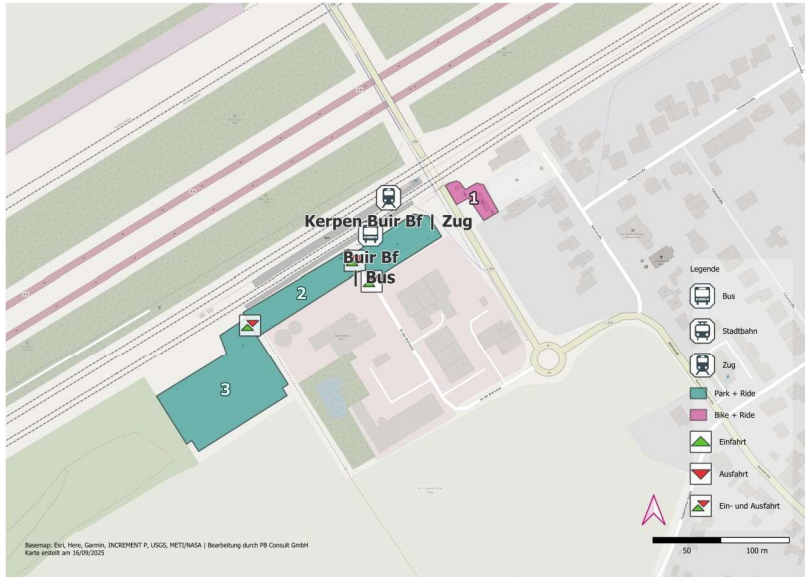 1
Kerpen Buir Bf | Zug
Buir Bf
| Bus
2
3
Legende
Bus
Stadtbahn
Zug
Park + Ride
Bike + Ride
Einfahrt
Ausfahrt
Ein- und Ausfahrt
50
100 m
Basemap: Esri, Here, Garmin, INCREMENT P, USGS, METI/NASA | Bearbeitung durch PB Consult GmbH
Karte erstellt am 16/09/2025